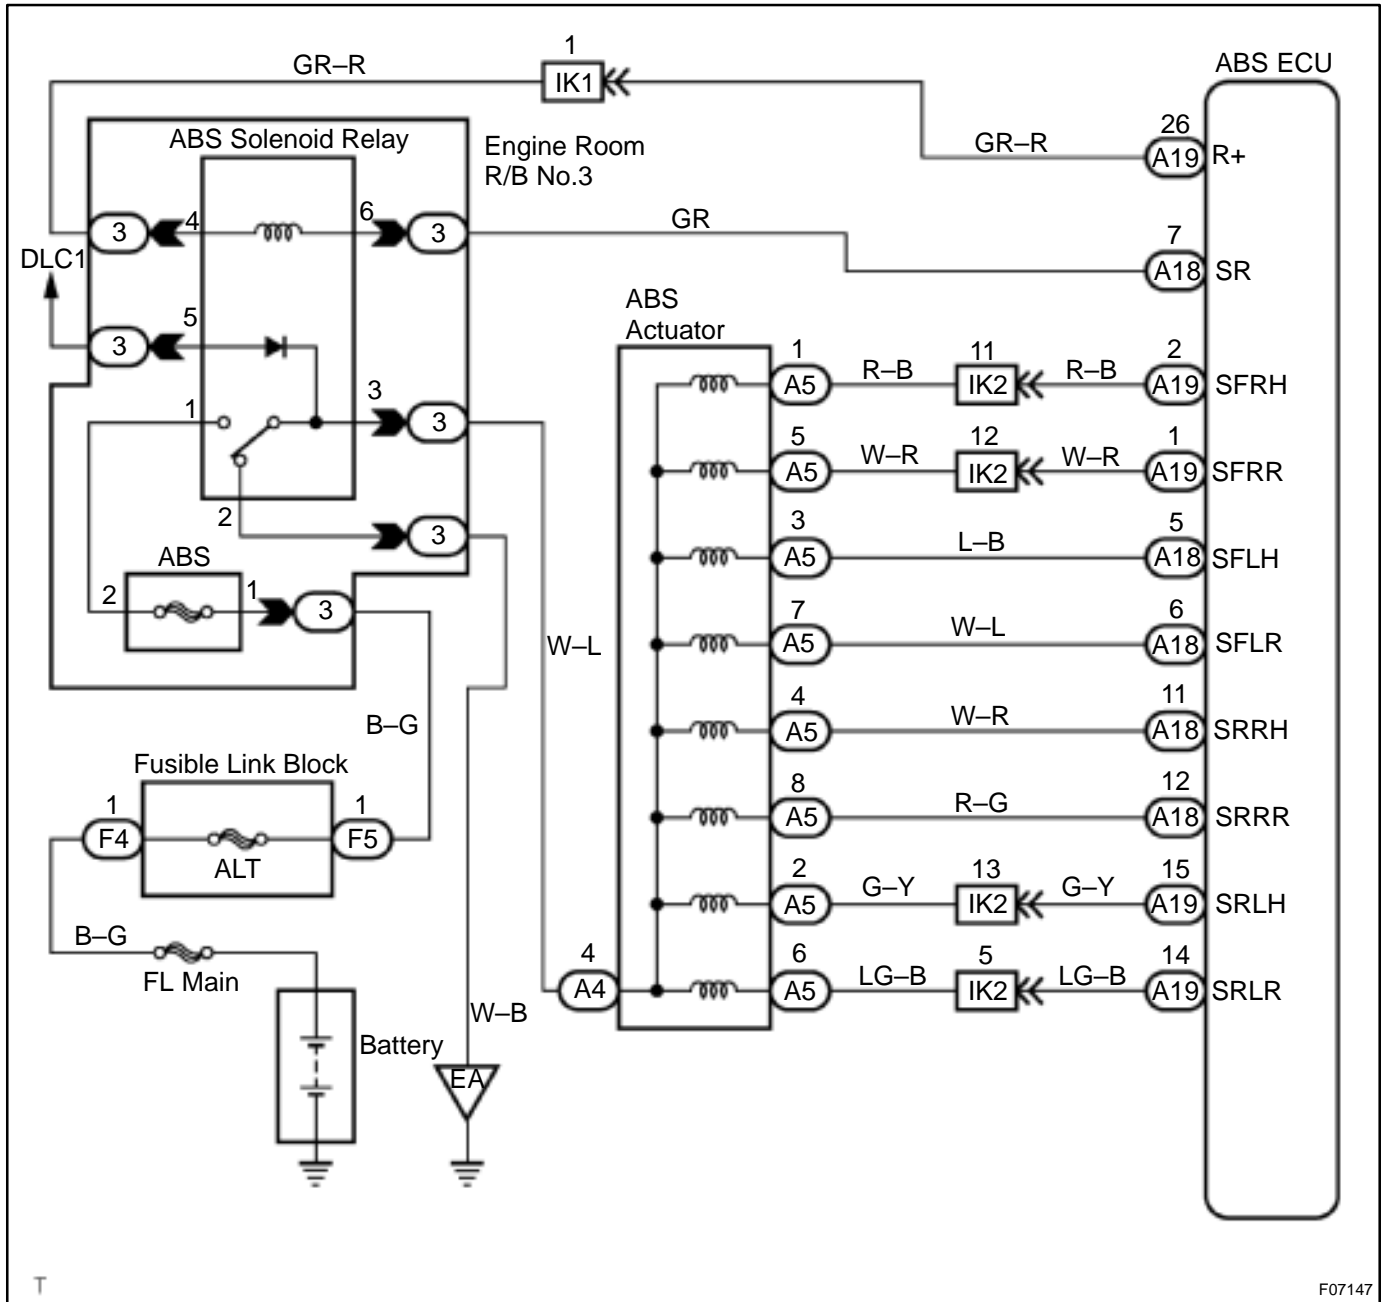 1
GR–R
IK1
ABS ECU
ABS Solenoid Relay
Engine Room
R/B No.3
26
GR–R
A19
R+
3
4
6
3
GR
7
A18
SR
DLC1
3
5
ABS
Actuator
1
R–B
11
IK2
R–B
2
A5
A19
SFRH
1
3
3
5
W–R
12
IK2
W–R
1
A5
A19
SFRR
2
3
3
L–B
5
A5
A18
SFLH
ABS
2
1
3
7
W–L
6
A5
A18
SFLR
W–L
B–G
4
W–R
11
A5
A18
SRRH
Fusible Link Block
1
1
F4
F5
ALT
8
R–G
12
A5
A18
SRRR
2
G–Y
13
IK2
G–Y
15
A5
A19
SRLH
B–G
FL Main
4
A4
6
LG–B
5
IK2
LG–B
14
A5
A19
SRLR
W–B
Battery
EA
T
F07147